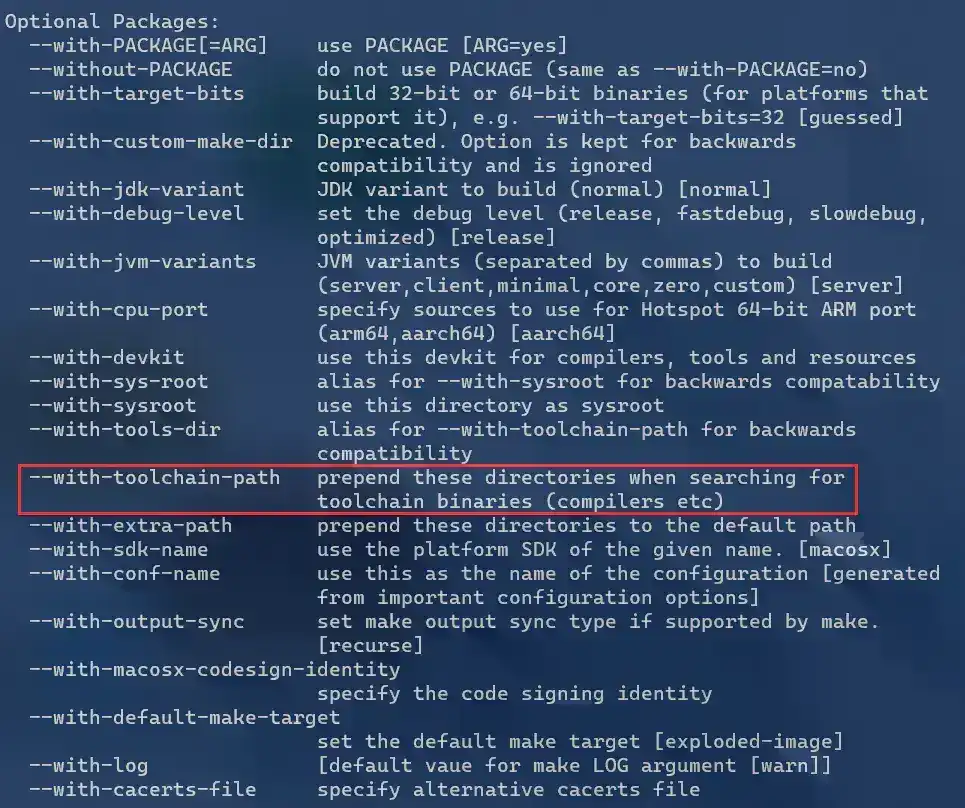 Optional Packages:
--with-PACKAGE[=ARG] use PACKAGE [ARG=yes]
--without-PACKAGE do not use PACKAGE (same as --with-PACKAGE=no)
--with-target-bits build 32-bit or 64-bit binaries (for platforms that
support it), e.g. --with-target-bits=32 [guessed]
--with-custom-make-dir Deprecated. Option is kept for backwards
compatibility and is ignored
--with-jdk-variant JDK variant to build (normal) [normal]
--with-debug-level set the debug level (release, fastdebug, slowdebug,
optimized) [release]
--with-jvm-variants JVM variants (separated by commas) to build
(server,client,minimal,core,zero,custom) [server]
--with-cpu-port specify sources to use for Hotspot 64-bit ARM port
(arm64,aarch64) [aarch64]
--with-devkit use this devkit for compilers, tools and resources
--with-sys-root alias for --with-sysroot for backwards compatability
--with-sysroot use this directory as sysroot
--with-tools-dir alias for --with-toolchain-path for backwards
compatibility
--with-toolchain-path prepend these directories when searching for
toolchain binaries (compilers etc)
--with-extra-path prepend these directories to the default path
--with-sdk-name use the platform SDK of the given name. [macosx]
--with-conf-name use this as the name of the configuration [generated
from important configuration options]
--with-output-sync set make output sync type if supported by make.
[recurse]
--with-macosx-codesign-identity
specify the code signing identity
--with-default-make-target
set the default make target [exploded-image]
--with-log [default vaue for make LOG argument [warn]]
--with-cacerts-file specify alternative cacerts file